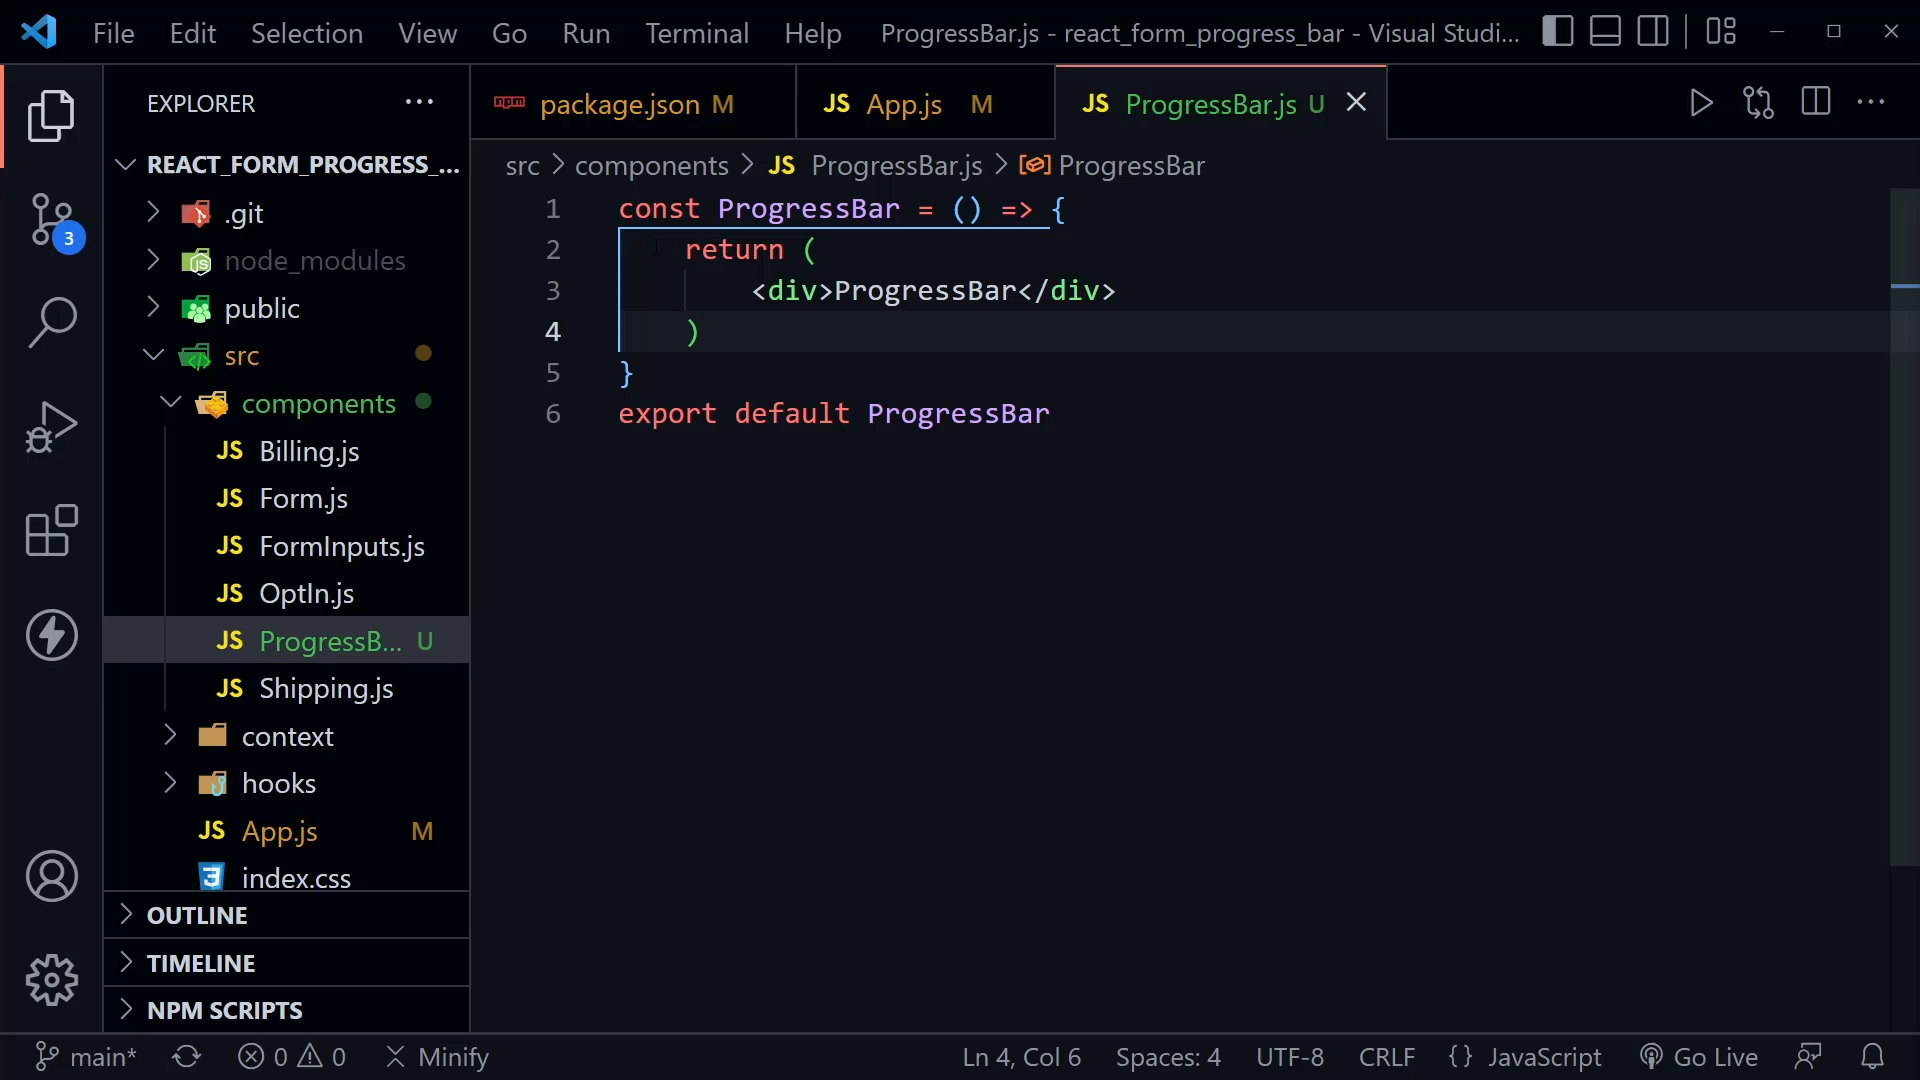 File Edit Selection View Go Run Terminal Help ProgressBar.js - react_form_progress_bar - Visual Studi...
EXPLORER
REACT_FORM_PROGRESS_...
.git
node_modules
public
src
components
JS Billing.js
JS Form.js
JS FormInputs.js
JS OptIn.js
JS ProgressB... U
JS Shipping.js
context
hooks
JS App.js M
index.css
OUTLINE
TIMELINE
NPM SCRIPTS
3
package.json M
JS App.js M
JS ProgressBar.js U
src > components > JS ProgressBar.js > ProgressBar
1 const ProgressBar = () => {
2 return (
3 <div>ProgressBar</div>
4 )
5 }
6 export default ProgressBar
main* 0 0 Minify Ln 4, Col 6 Spaces: 4 UTF-8 CRLF {} JavaScript Go Live